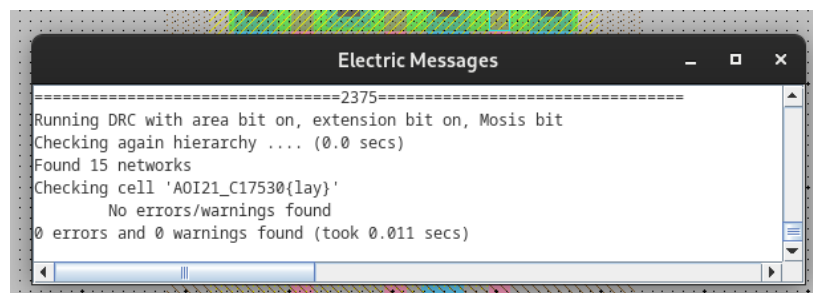 Electric Messages
=================================2375=================================
Running DRC with area bit on, extension bit on, Mosis bit
Checking again hierarchy .... (0.0 secs)
Found 15 networks
Checking cell 'AOI21_C17530{lay}'
No errors/warnings found
0 errors and 0 warnings found (took 0.011 secs)